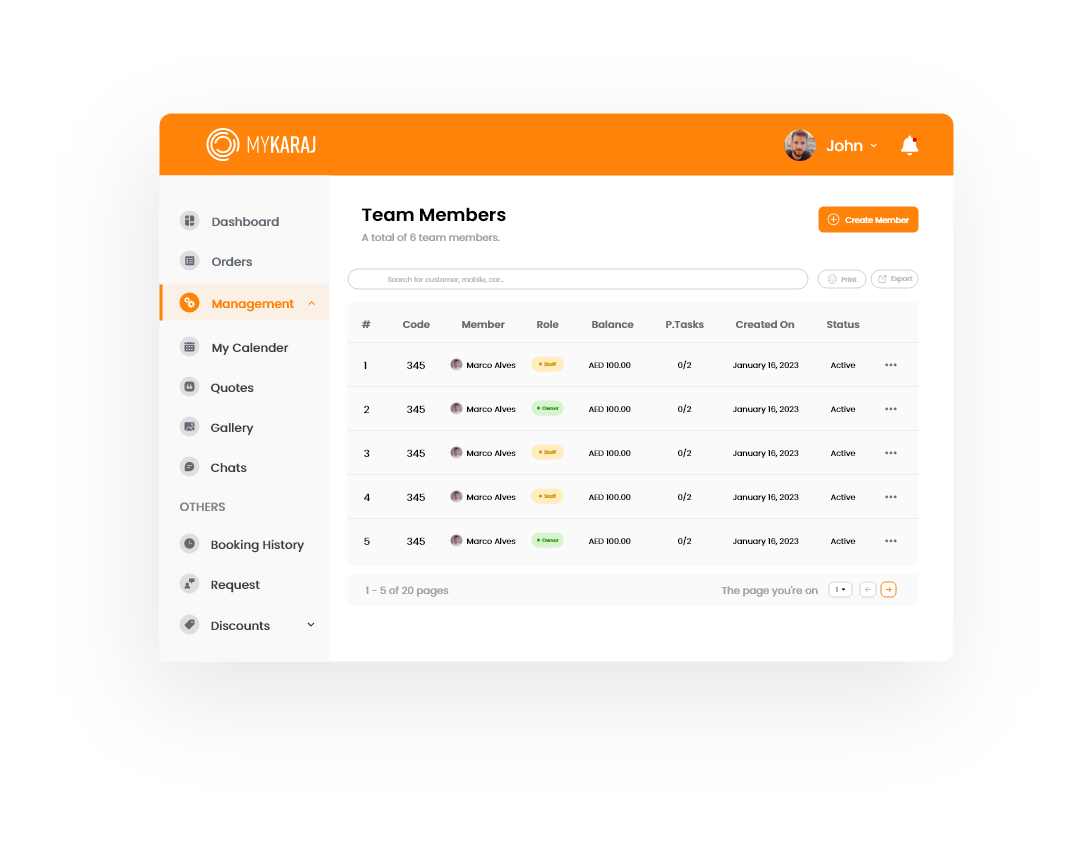 MYKARAJ
John
Dashboard
Orders
Management
My Calender
Quotes
Gallery
Chats
OTHERS
Booking History
Request
Discounts
Team Members
A total of 6 team members.
Create Member
Search for customer, mobile, car...
Print
Export
# Code Member Role Balance P.Tasks Created On Status
1 345 Marco Alves Staff AED 100.00 0/2 January 16, 2023 Active
2 345 Marco Alves Owner AED 100.00 0/2 January 16, 2023 Active
3 345 Marco Alves Staff AED 100.00 0/2 January 16, 2023 Active
4 345 Marco Alves Staff AED 100.00 0/2 January 16, 2023 Active
5 345 Marco Alves Owner AED 100.00 0/2 January 16, 2023 Active
1 - 5 of 20 pages
The page you're on 1